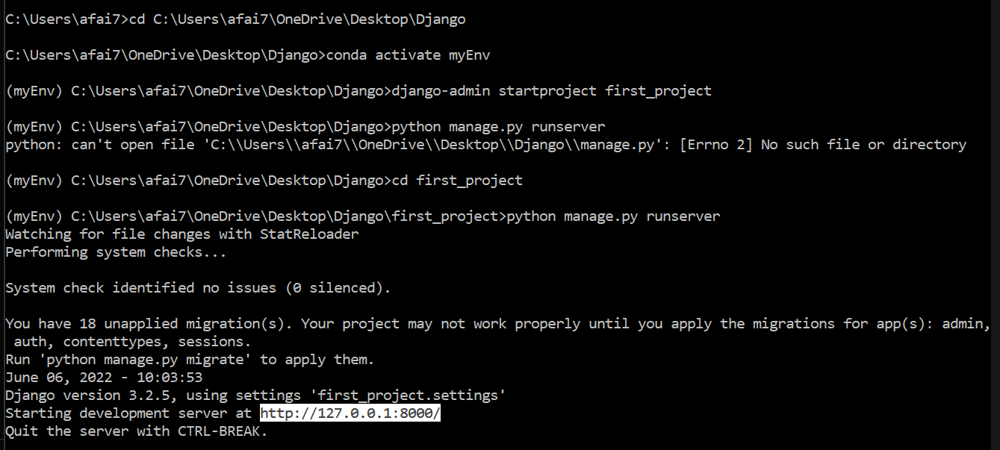 C:\Users\afai7>cd C:\Users\afai7\OneDrive\Desktop\Django
C:\Users\afai7\OneDrive\Desktop\Django>conda activate myEnv
(myEnv) C:\Users\afai7\OneDrive\Desktop\Django>django-admin startproject first_project
(myEnv) C:\Users\afai7\OneDrive\Desktop\Django>python manage.py runserver
python: can't open file 'C:\\Users\\afai7\\OneDrive\\Desktop\\Django\\manage.py': [Errno 2] No such file or directory
(myEnv) C:\Users\afai7\OneDrive\Desktop\Django>cd first_project
(myEnv) C:\Users\afai7\OneDrive\Desktop\Django\first_project>python manage.py runserver
Watching for file changes with StatReloader
Performing system checks...
System check identified no issues (0 silenced).
You have 18 unapplied migration(s). Your project may not work properly until you apply the migrations for app(s): admin,
auth, contenttypes, sessions.
Run 'python manage.py migrate' to apply them.
June 06, 2022 - 10:03:53
Django version 3.2.5, using settings 'first_project.settings'
Starting development server at http://127.0.0.1:8000/
Quit the server with CTRL-BREAK.